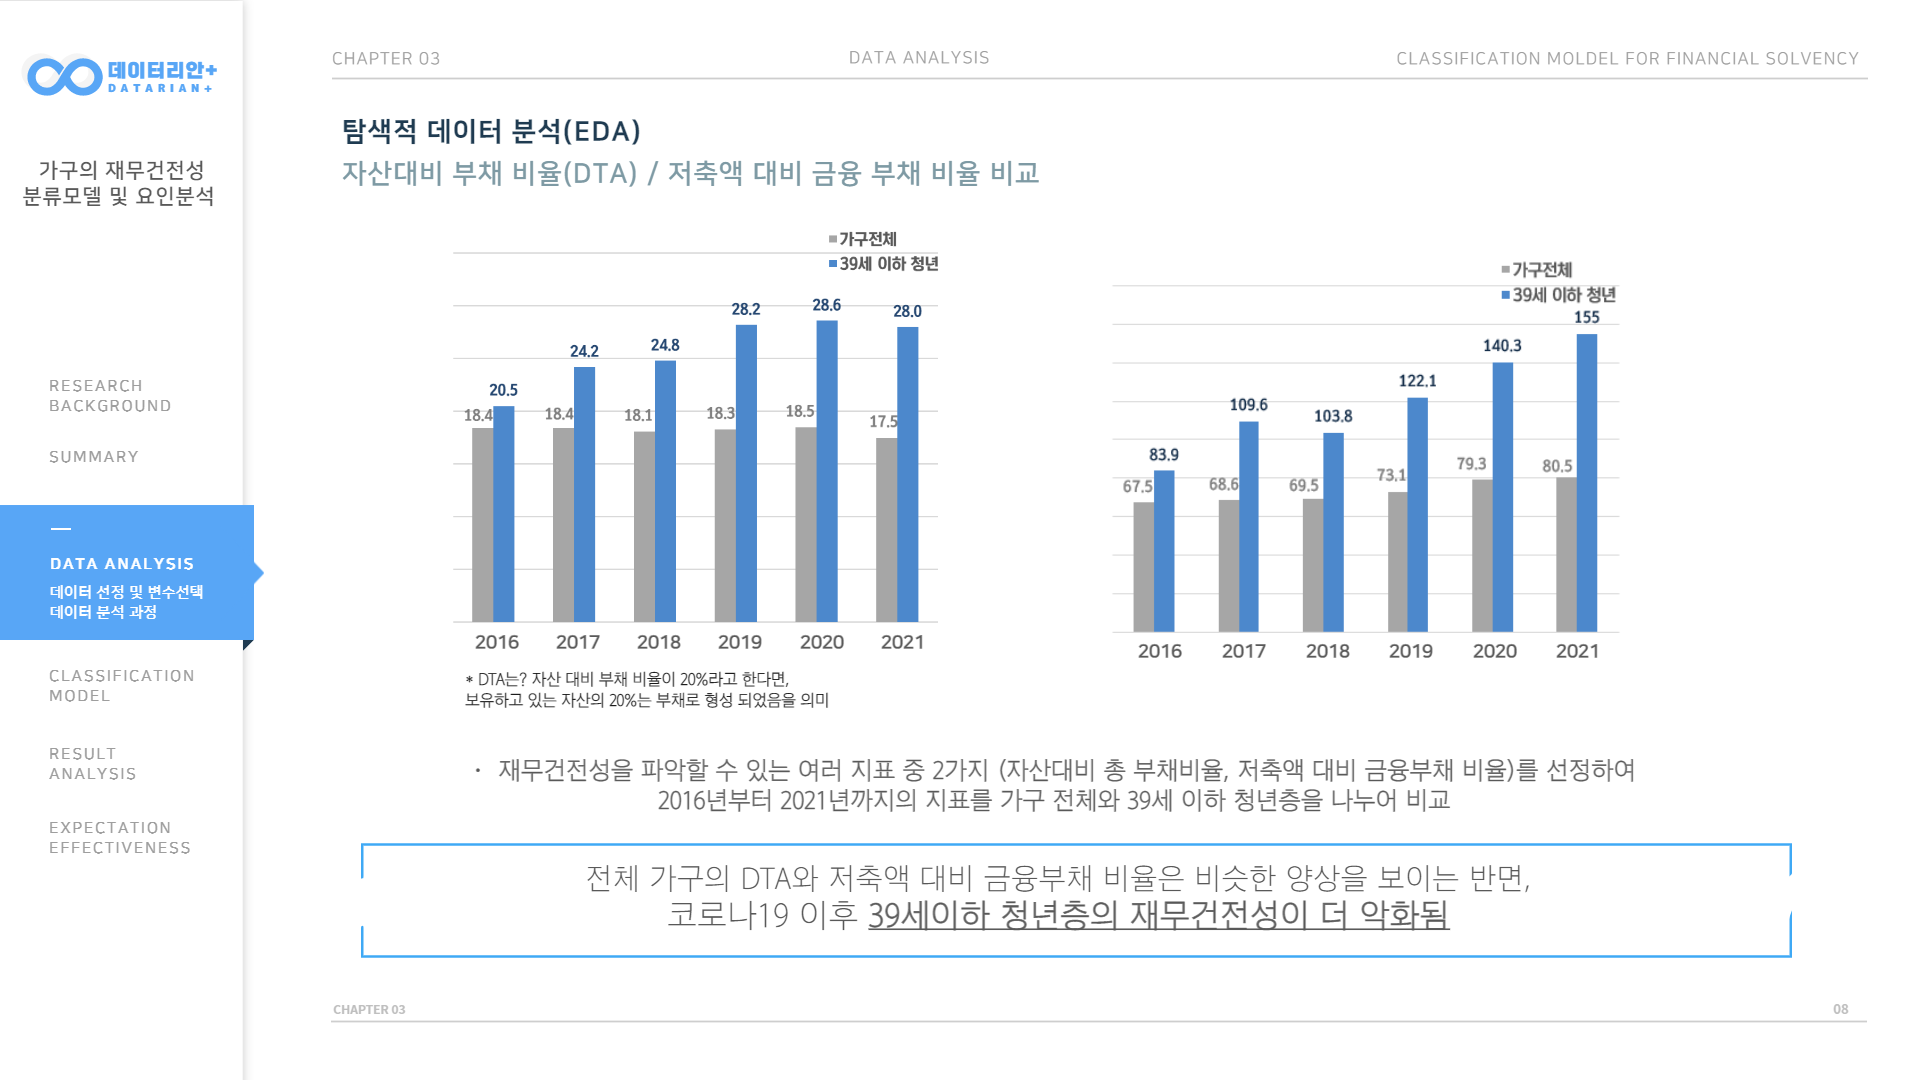 데이터리안+
DATARIAN+
가구의 재무건전성
분류모델 및 요인분석
RESEARCH
BACKGROUND
SUMMARY
DATA ANALYSIS
데이터 선정 및 변수선택
데이터 분석 과정
CLASSIFICATION
MODEL
RESULT
ANALYSIS
EXPECTATION
EFFECTIVENESS
CHAPTER 03
DATA ANALYSIS
CLASSIFICATION MOLDEL FOR FINANCIAL SOLVENCY
탐색적 데이터 분석(EDA)
자산대비 부채 비율(DTA) / 저축액 대비 금융 부채 비율 비교
가구전체
39세 이하 청년
18.4 20.5
18.4 24.2
18.1 24.8
18.3 28.2
18.5 28.6
17.5 28.0
2016 2017 2018 2019 2020 2021
* DTA는? 자산 대비 부채 비율이 20%라고 한다면,
보유하고 있는 자산의 20%는 부채로 형성 되었음을 의미
가구전체
39세 이하 청년
67.5 83.9
68.6 109.6
69.5 103.8
73.1 122.1
79.3 140.3
80.5 155
2016 2017 2018 2019 2020 2021
· 재무건전성을 파악할 수 있는 여러 지표 중 2가지 (자산대비 총 부채비율, 저축액 대비 금융부채 비율)를 선정하여
2016년부터 2021년까지의 지표를 가구 전체와 39세 이하 청년층을 나누어 비교
전체 가구의 DTA와 저축액 대비 금융부채 비율은 비슷한 양상을 보이는 반면,
코로나19 이후 39세이하 청년층의 재무건전성이 더 악화됨
CHAPTER 03
08